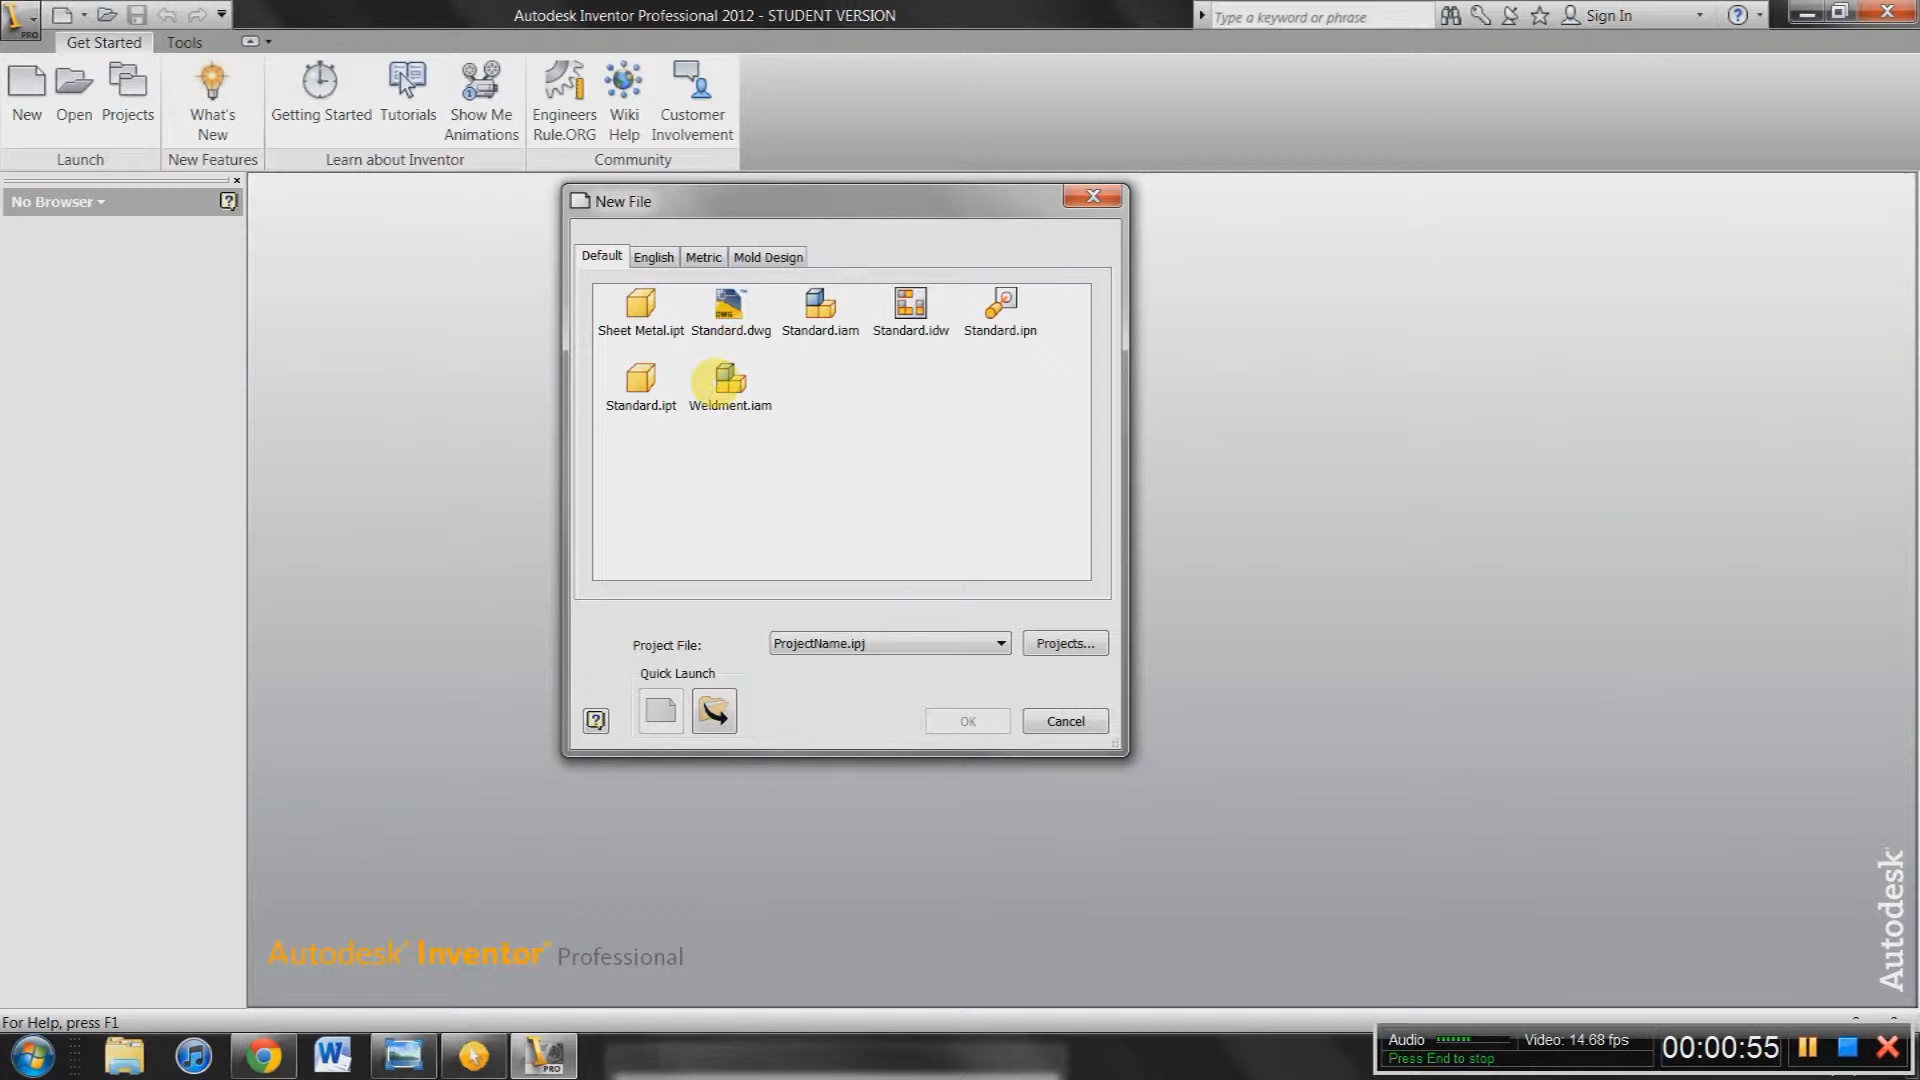 PRO
Autodesk Inventor Professional 2012 - STUDENT VERSION
Type a keyword or phrase
Sign In
Get Started
Tools
New
Open
Projects
What's
New
Getting Started
Tutorials
Show Me
Animations
Engineers
Rule.ORG
Wiki
Help
Customer
Involvement
Launch
New Features
Learn about Inventor
Community
No Browser
New File
Default
English
Metric
Mold Design
DWG
Sheet Metal.ipt
Standard.dwg
Standard.iam
Standard.idw
Standard.ipn
Standard.ipt
Weldment.iam
Project File:
ProjectName.ipj
Projects...
Quick Launch
OK
Cancel
Autodesk® Inventor™ Professional
Autodesk®
For Help, press F1
PRO
Audio
Video: 14.68 fps
Press End to stop
00:00:55